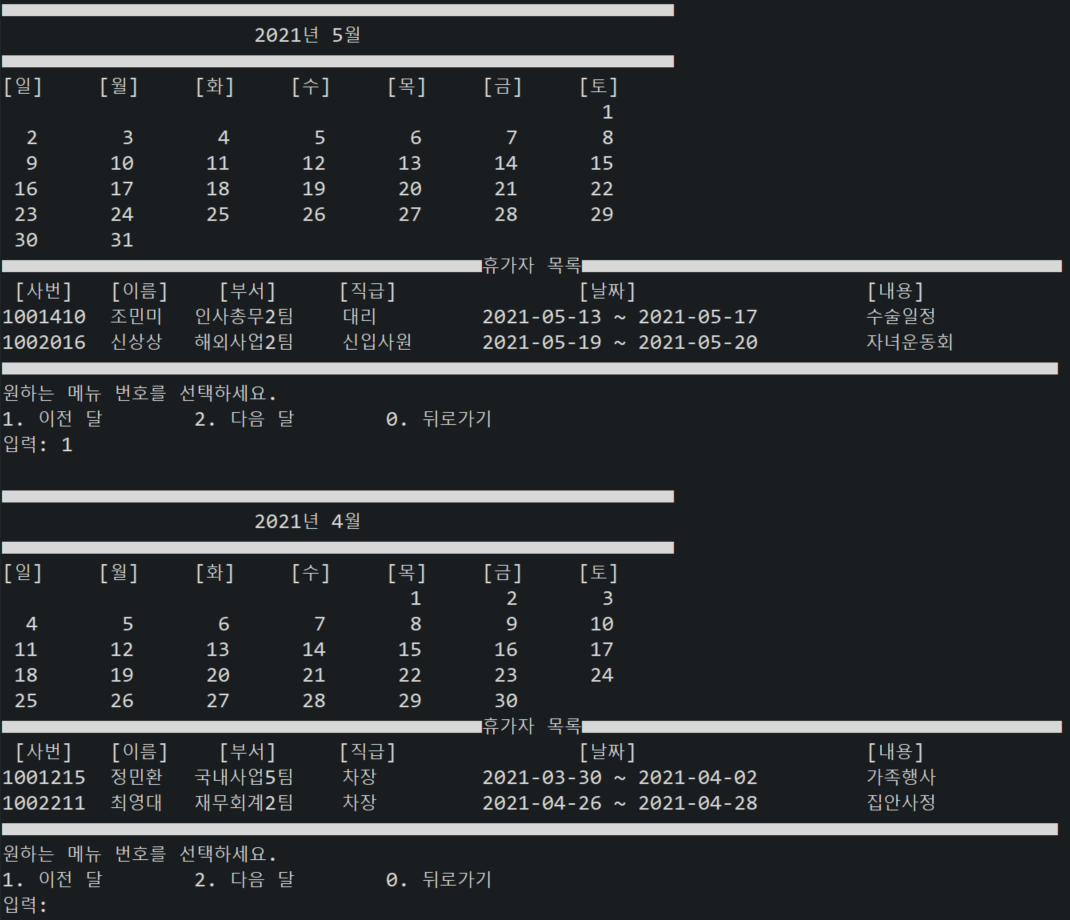 2021년 5월
[일] [월] [화] [수] [목] [금] [토]
1
2 3 4 5 6 7 8
9 10 11 12 13 14 15
16 17 18 19 20 21 22
23 24 25 26 27 28 29
30 31
휴가자 목록
[사번] [이름] [부서] [직급] [날짜] [내용]
1001410 조민미 인사총무2팀 대리 2021-05-13 ~ 2021-05-17 수술일정
1002016 신상상 해외사업2팀 신입사원 2021-05-19 ~ 2021-05-20 자녀운동회
원하는 메뉴 번호를 선택하세요.
1. 이전 달 2. 다음 달 0. 뒤로가기
입력: 1
2021년 4월
[일] [월] [화] [수] [목] [금] [토]
1 2 3
4 5 6 7 8 9 10
11 12 13 14 15 16 17
18 19 20 21 22 23 24
25 26 27 28 29 30
휴가자 목록
[사번] [이름] [부서] [직급] [날짜] [내용]
1001215 정민환 국내사업5팀 차장 2021-03-30 ~ 2021-04-02 가족행사
1002211 최영대 재무회계2팀 차장 2021-04-26 ~ 2021-04-28 집안사정
원하는 메뉴 번호를 선택하세요.
1. 이전 달 2. 다음 달 0. 뒤로가기
입력: